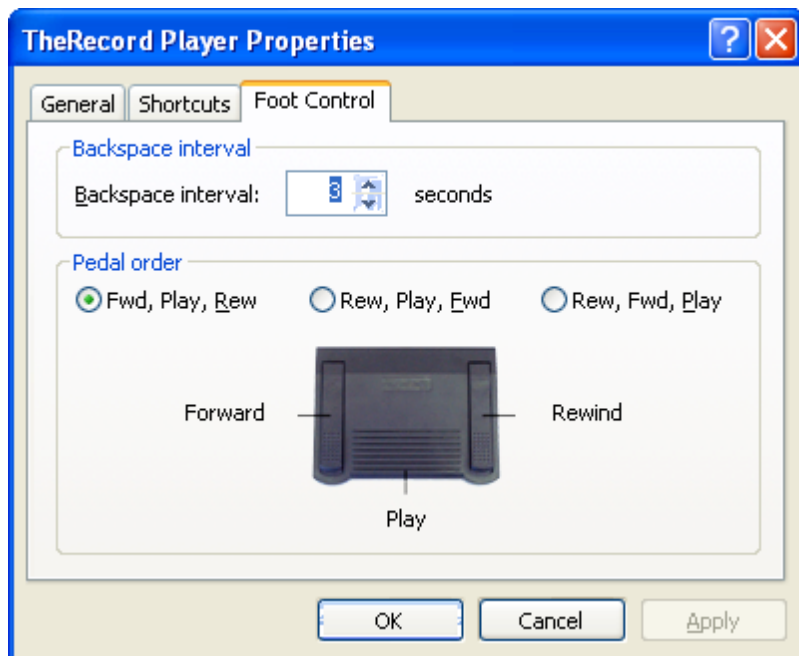 TheRecord Player Properties
General Shortcuts Foot Control
Backspace interval
Backspace interval: 3 seconds
Pedal order
Fwd, Play, Rew Rew, Play, Fwd Rew, Fwd, Play
Forward Rewind
Play
OK Cancel Apply